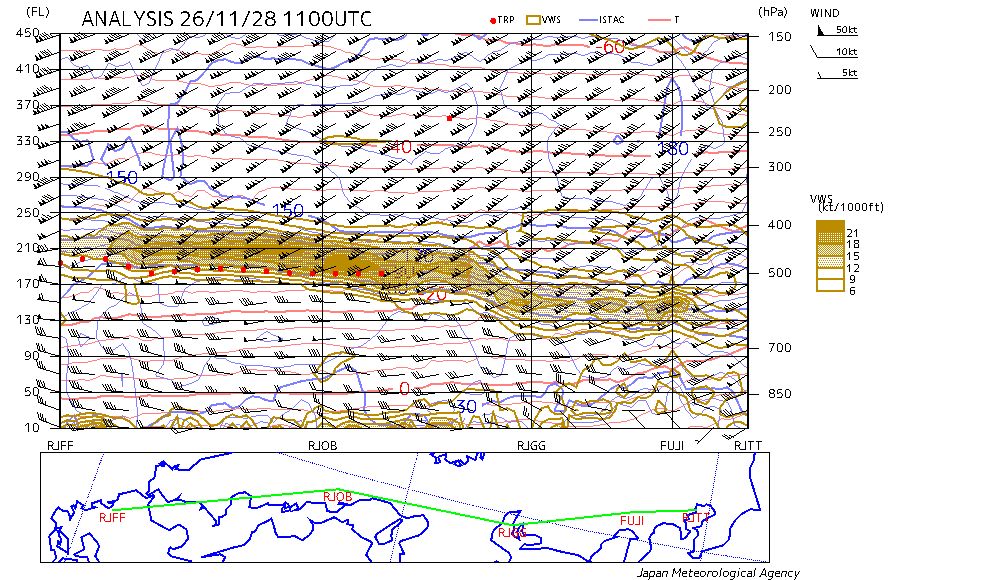 (FL) ANALYSIS 26/11/28 1100UTC TRP VWS ISTAC T (hPa) WIND
450 -60 150 50kt
410 10kt
5kt
370 200
330 -40 180 250
290 150 300
250 150 400 VWS
(kt/1000ft)
210 21
18
170 -20 500 15
12
130 9
6
90 700
50 0 30 850
10
RJFF RJOB RJGG FUJI RJTT
RJFF RJOB RJGG FUJI RJTT
Japan Meteorological Agency